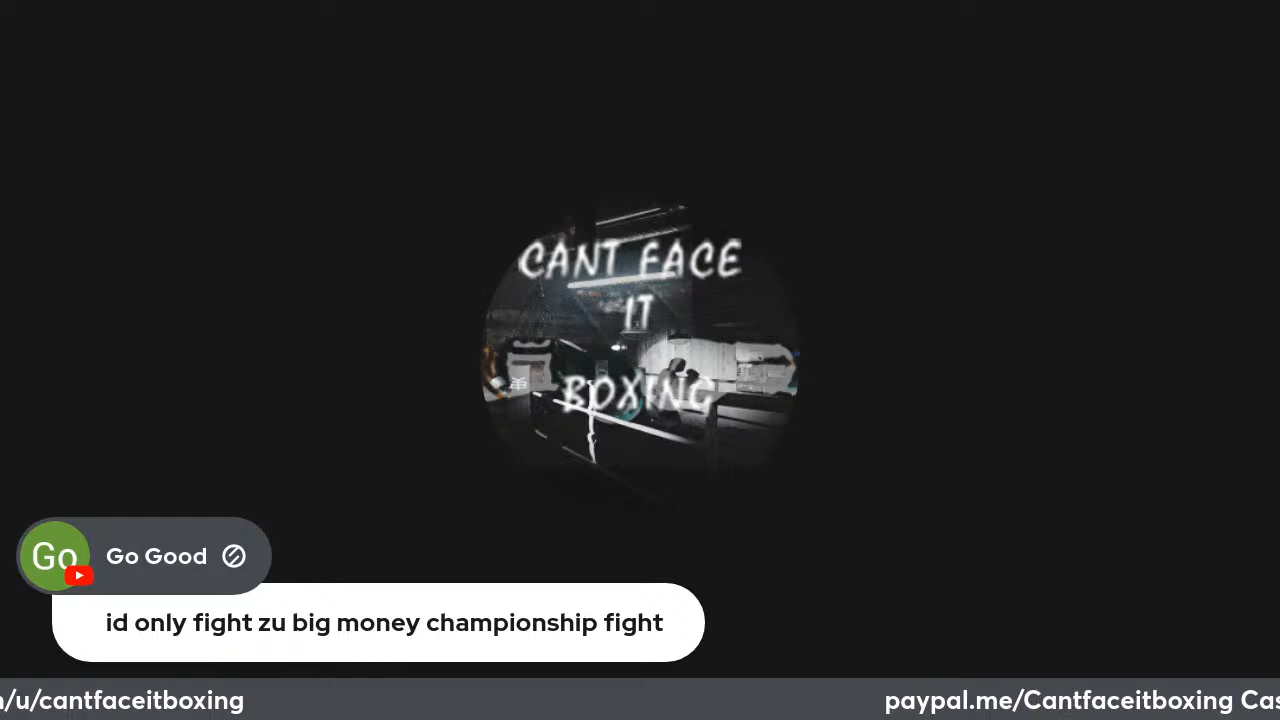 CANT FACE
IT
BOXING
Go
Go Good
id only fight zu big money championship fight
/u/cantfaceitboxing
paypal.me/Cantfaceitboxing